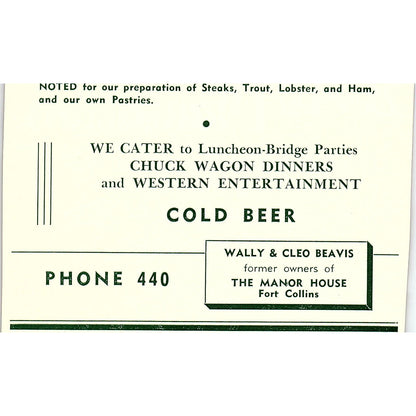 NOTED for our preparation of Steaks, Trout, Lobster, and Ham,
and our own Pastries.
WE CATER to Luncheon-Bridge Parties
CHUCK WAGON DINNERS
and WESTERN ENTERTAINMENT
COLD BEER
PHONE 440
WALLY & CLEO BEAVIS
former owners of
THE MANOR HOUSE
Fort Collins